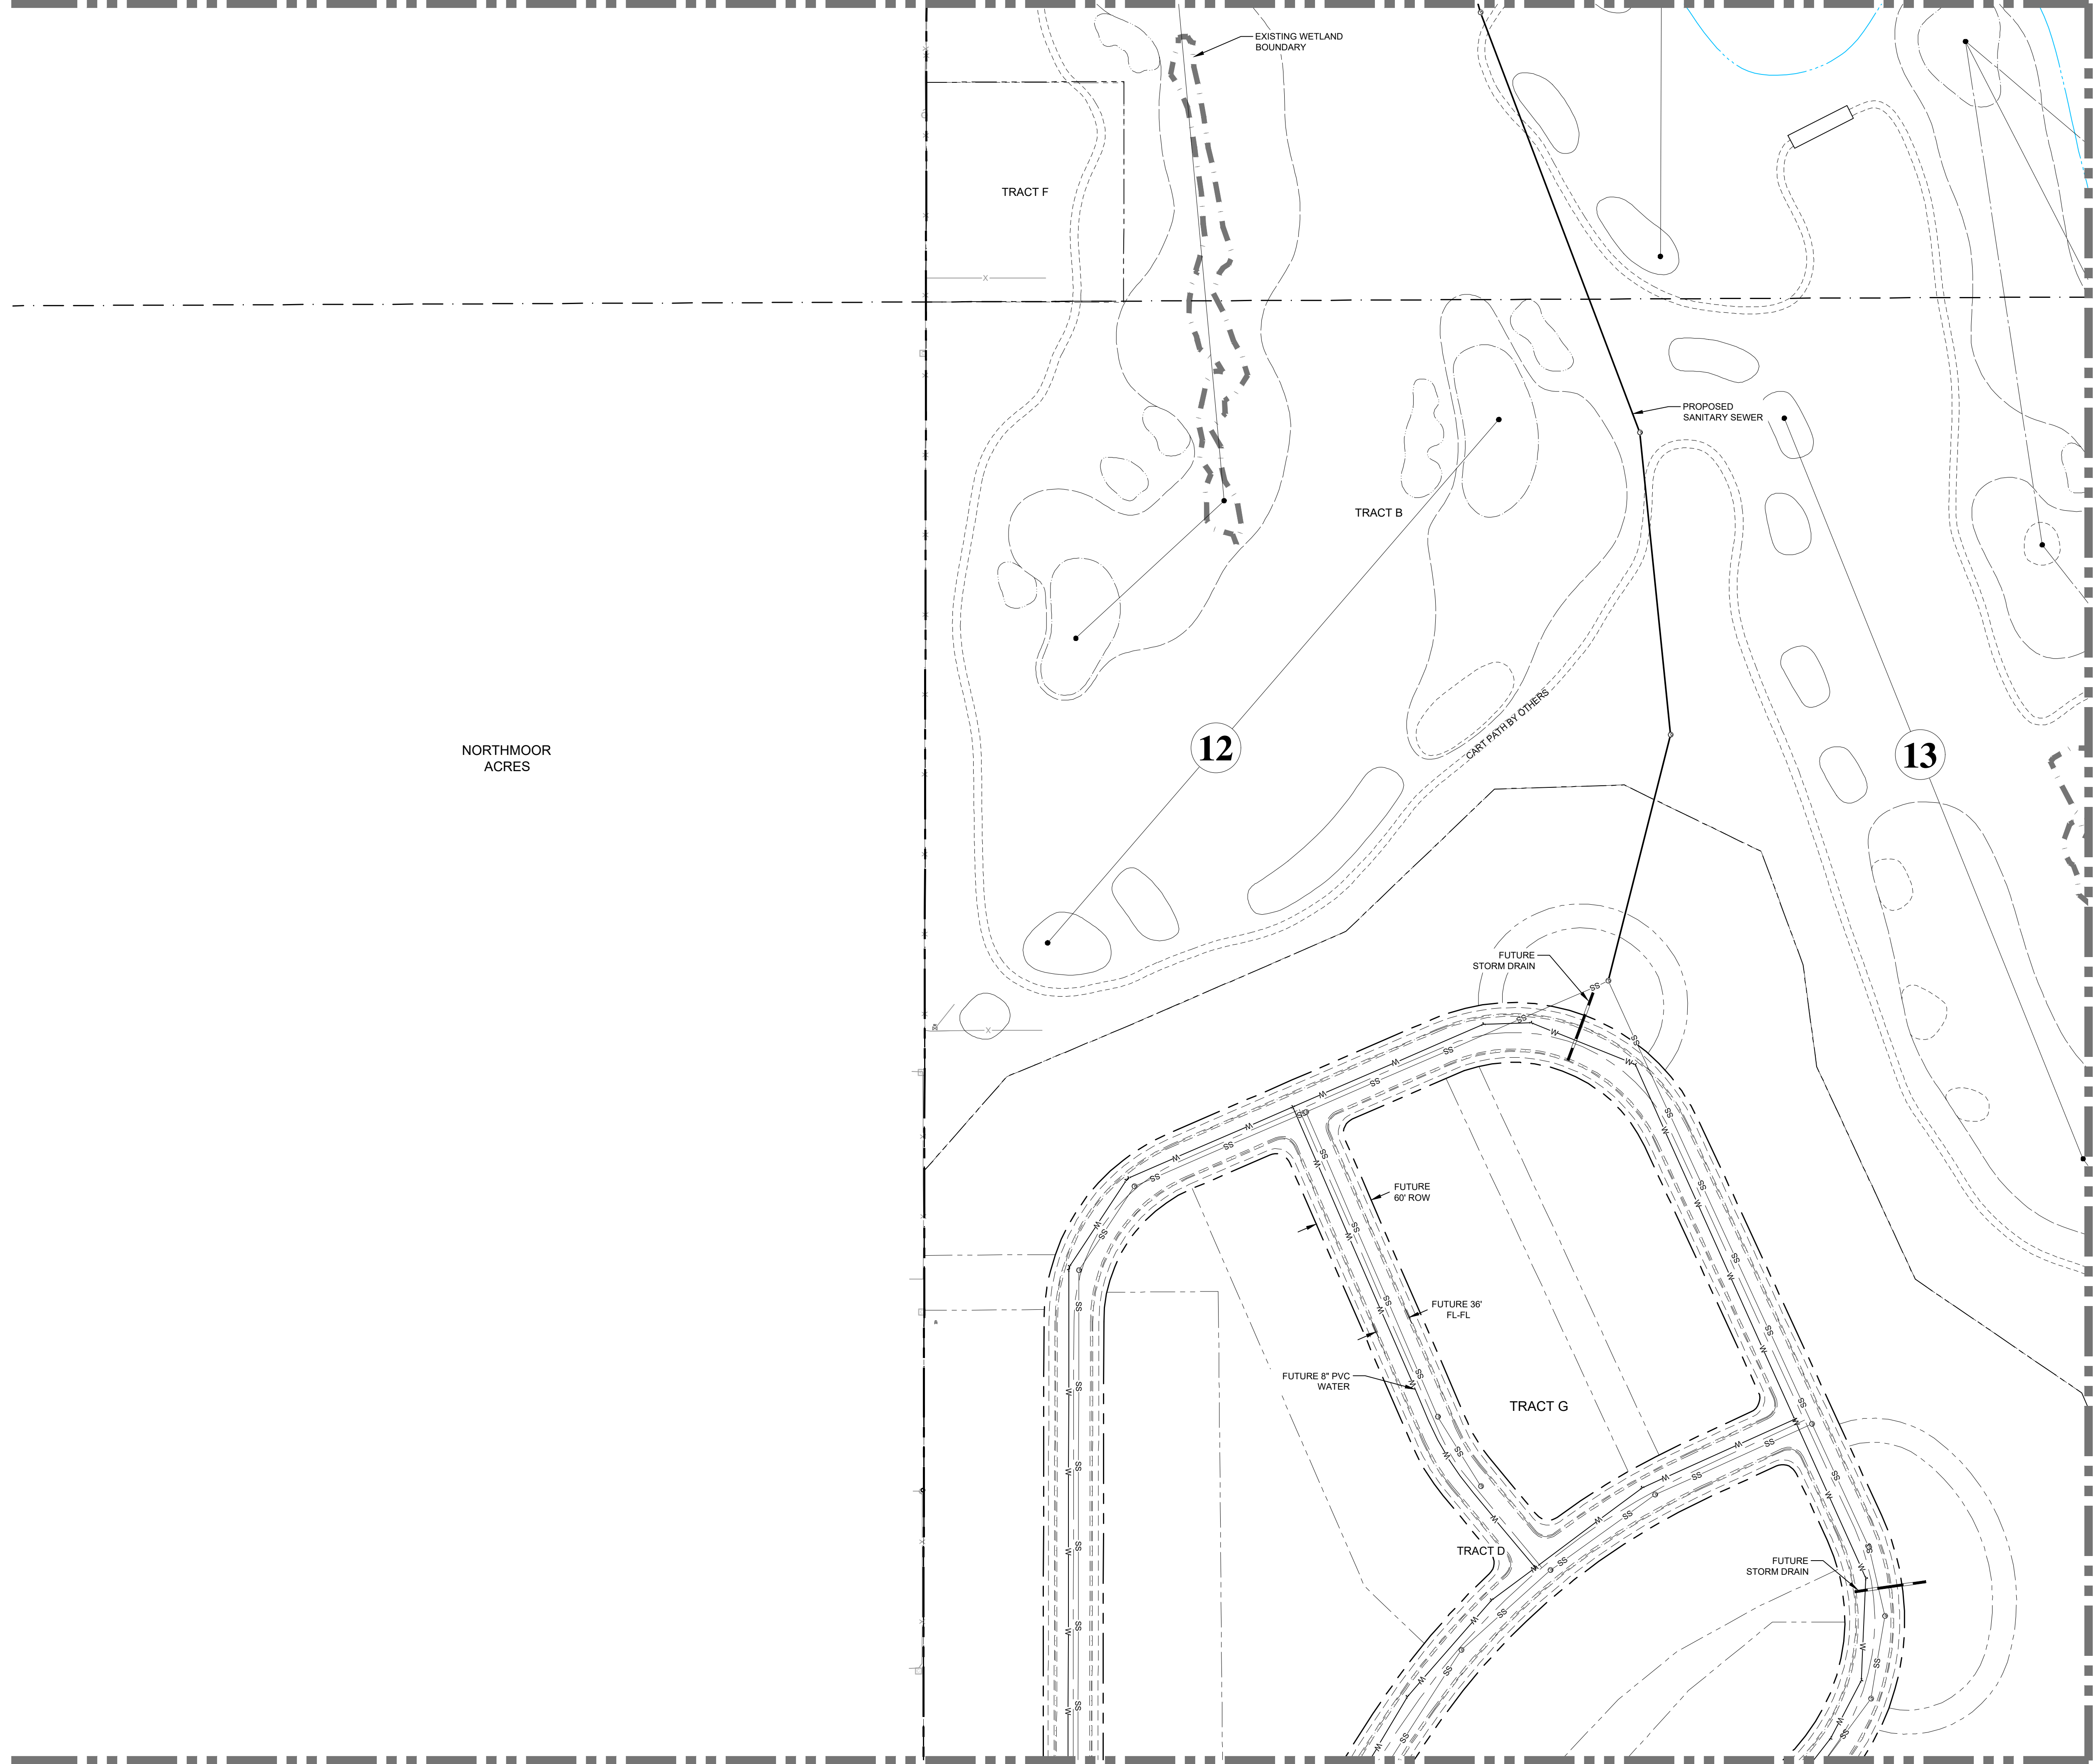 EXISTING WETLAND
BOUNDARY
TRACT F
PROPOSED
SANITARY SEWER
TRACT B
CART PATH BY OTHERS
NORTHMOOR
ACRES
12
13
FUTURE
STORM DRAIN
FUTURE
60' ROW
FUTURE 36'
FL-FL
FUTURE 8" PVC
WATER
TRACT G
TRACT D
FUTURE
STORM DRAIN